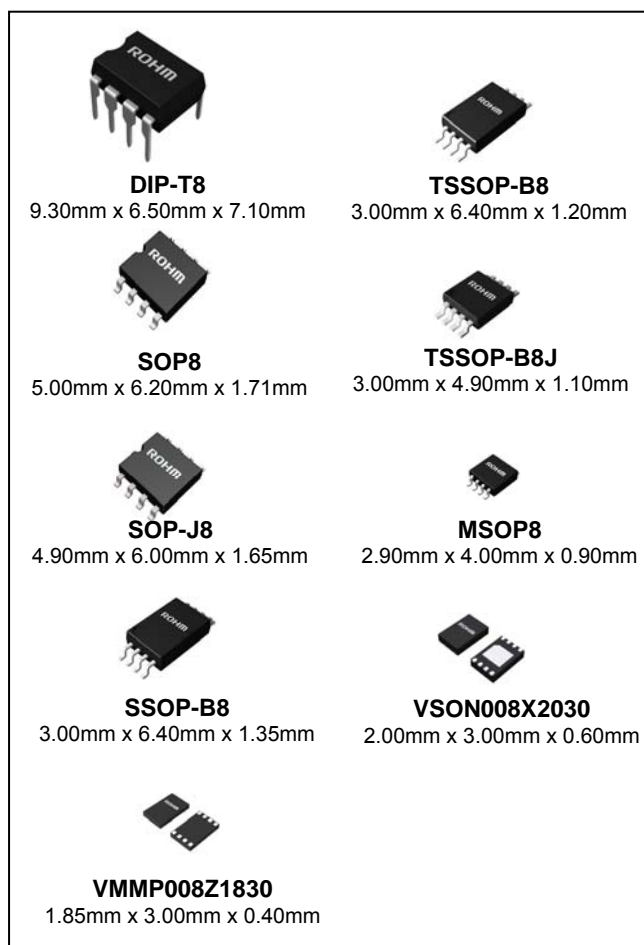 ROHM
DIP-T8
9.30mm x 6.50mm x 7.10mm
ROHM
TSSOP-B8
3.00mm x 6.40mm x 1.20mm
ROHM
SOP8
5.00mm x 6.20mm x 1.71mm
ROHM
TSSOP-B8J
3.00mm x 4.90mm x 1.10mm
ROHM
SOP-J8
4.90mm x 6.00mm x 1.65mm
ROHM
MSOP8
2.90mm x 4.00mm x 0.90mm
ROHM
SSOP-B8
3.00mm x 6.40mm x 1.35mm
ROHM
VSON008X2030
2.00mm x 3.00mm x 0.60mm
ROHM
VMMP008Z1830
1.85mm x 3.00mm x 0.40mm